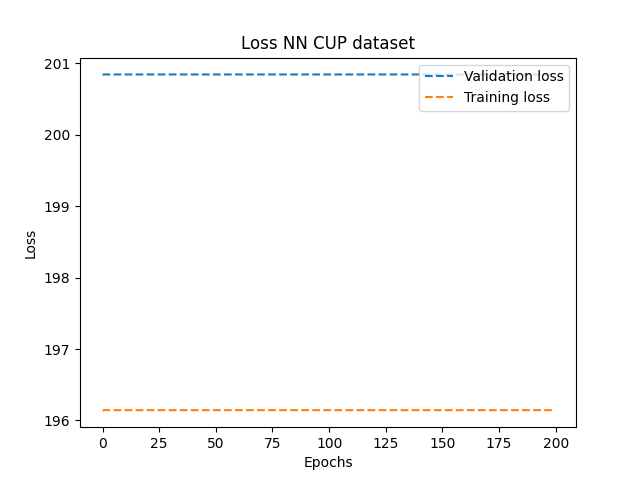 Loss NN CUP dataset
201
200
199
198
197
196
Loss
Validation loss
Training loss
0 25 50 75 100 125 150 175 200
Epochs